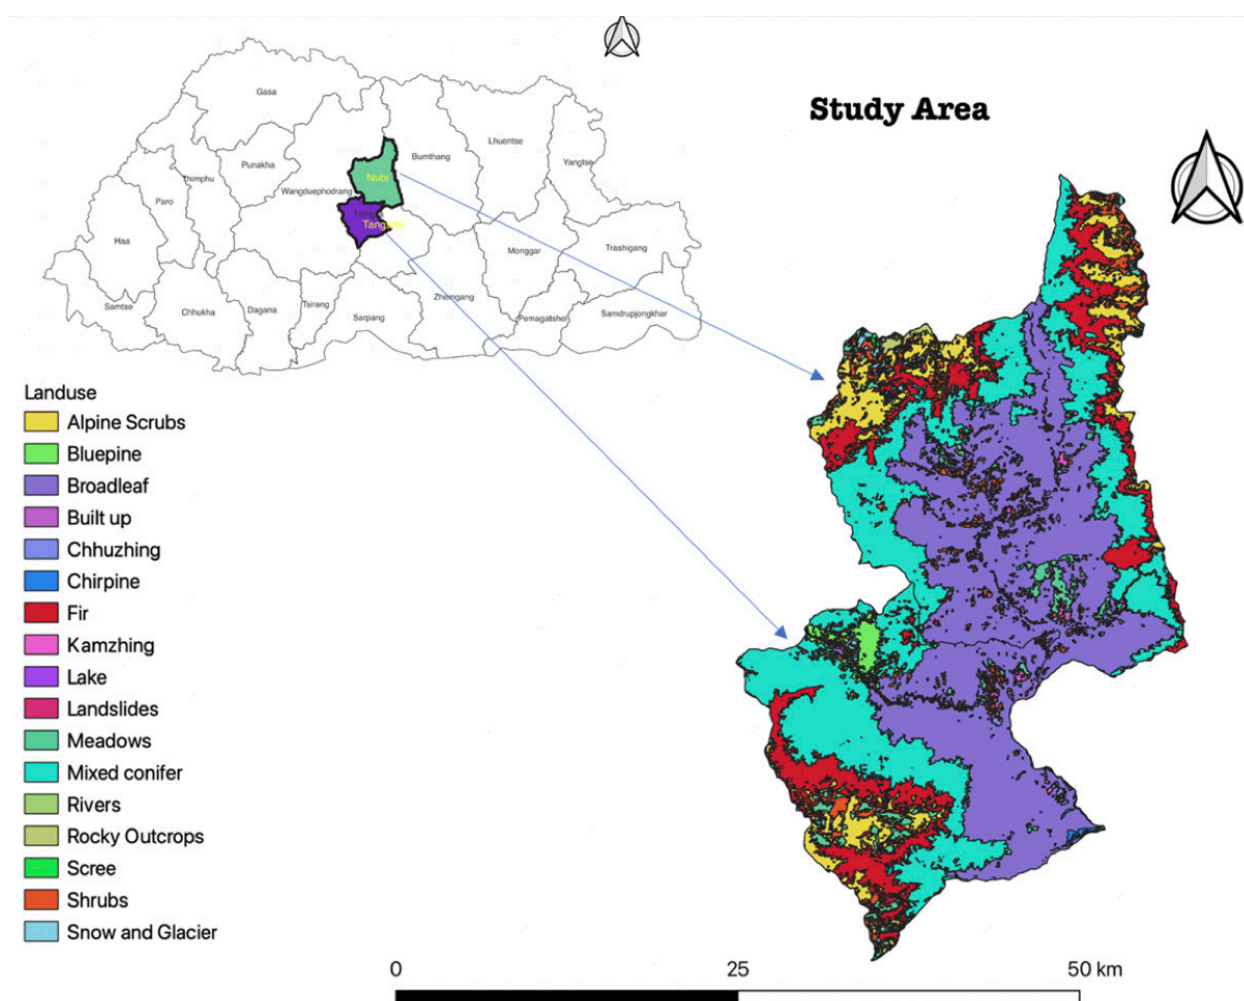 Study Area
Gasa
Lhuentse
Bumthang
Punakha
Yangtse
Thimphu
Nubi
Wangduephodrang
Paro
Tangsibji
Haa
Monggar
Trashigang
Zhemgang
Samtse
Chhukha
Dagana
Tsirang
Sarpang
Pemagatshel
Samdrupjongkhar
Landuse
Alpine Scrubs
Bluepine
Broadleaf
Built up
Chhuzhing
Chirpine
Fir
Kamzhing
Lake
Landslides
Meadows
Mixed conifer
Rivers
Rocky Outcrops
Scree
Shrubs
Snow and Glacier
0 25 50 km